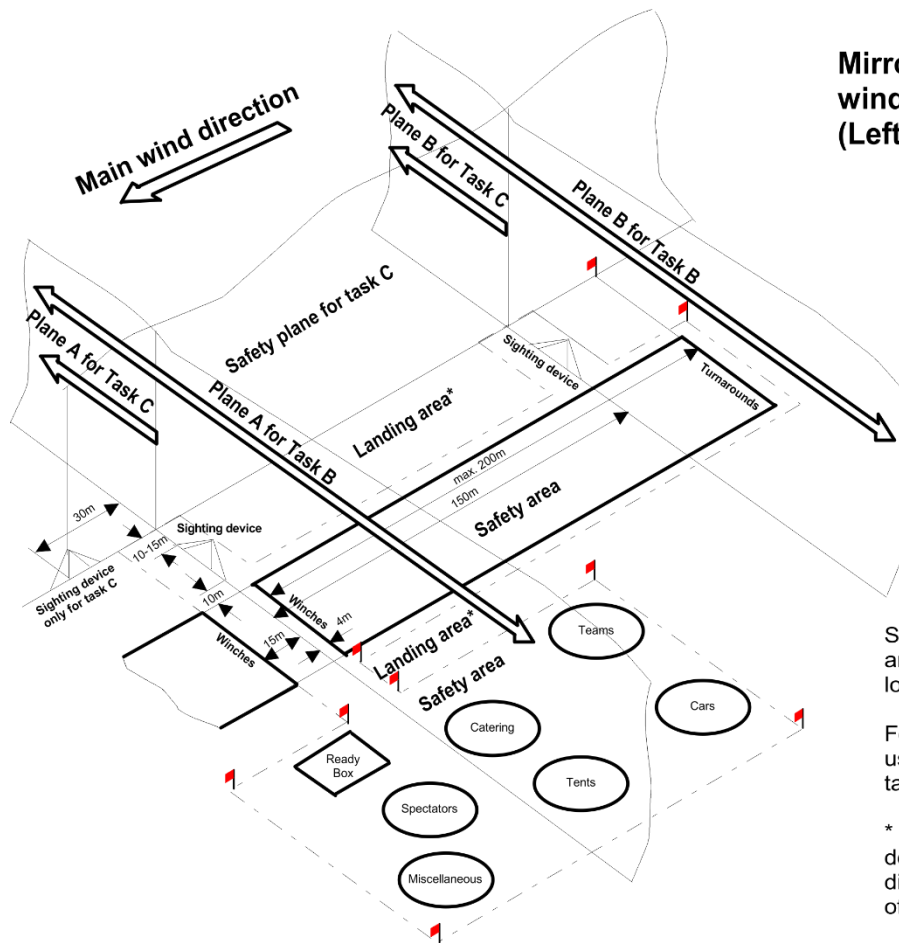 Mirro
wind
(Left
Main wind direction
Plane B for Task C
Plane B for Task B
Safety plane for task C
Plane A for Task C
Plane A for Task B
Sighting device
Turnarounds
Landing area*
max. 200m
150m
Safety area
30m
10-15m
Sighting device
Sighting device
only for task C
10m
Winches
4m
15m
Winches
Landing area*
Safety area
Teams
Cars
Catering
Tents
Ready
Box
Spectators
Miscellaneous
S
lo
us
ta
*
de
di
of